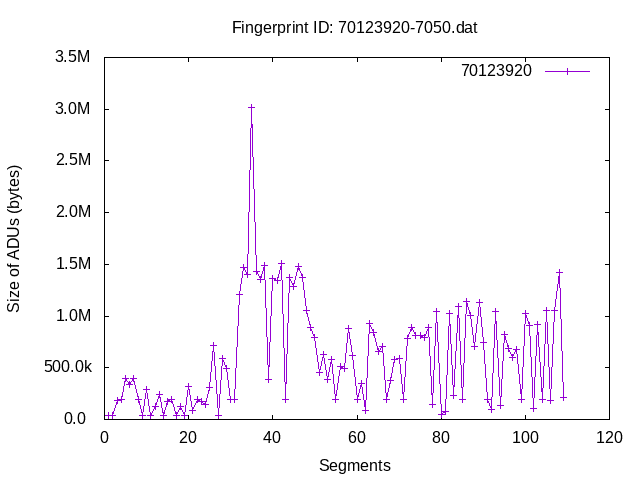 Fingerprint ID: 70123920-7050.dat
70123920
3.5M
3.0M
2.5M
2.0M
1.5M
1.0M
500.0k
0.0
0 20 40 60 80 100 120
Size of ADUs (bytes)
Segments